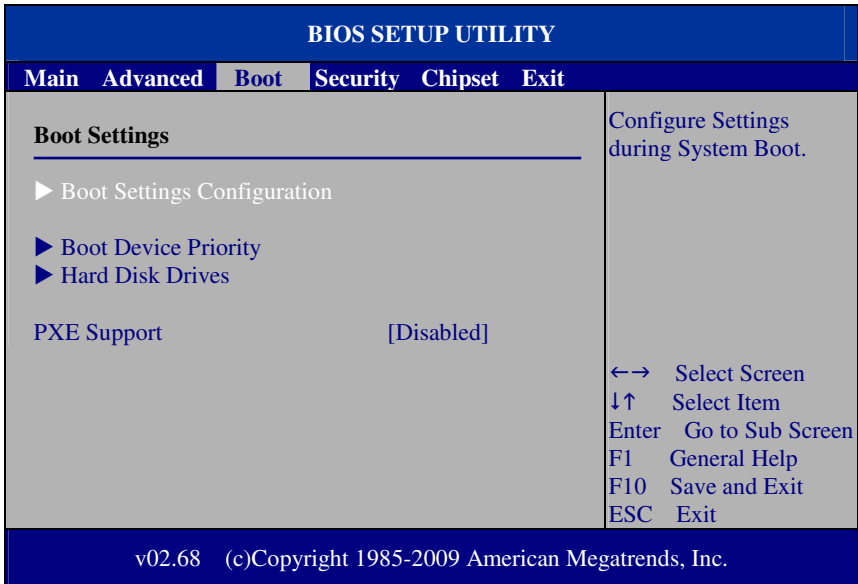 BIOS SETUP UTILITY
Main Advanced Boot Security Chipset Exit
Boot Settings
▶ Boot Settings Configuration
▶ Boot Device Priority
▶ Hard Disk Drives
PXE Support [Disabled]
Configure Settings
during System Boot.
←→ Select Screen
↓↑ Select Item
Enter Go to Sub Screen
F1 General Help
F10 Save and Exit
ESC Exit
v02.68 (c)Copyright 1985-2009 American Megatrends, Inc.